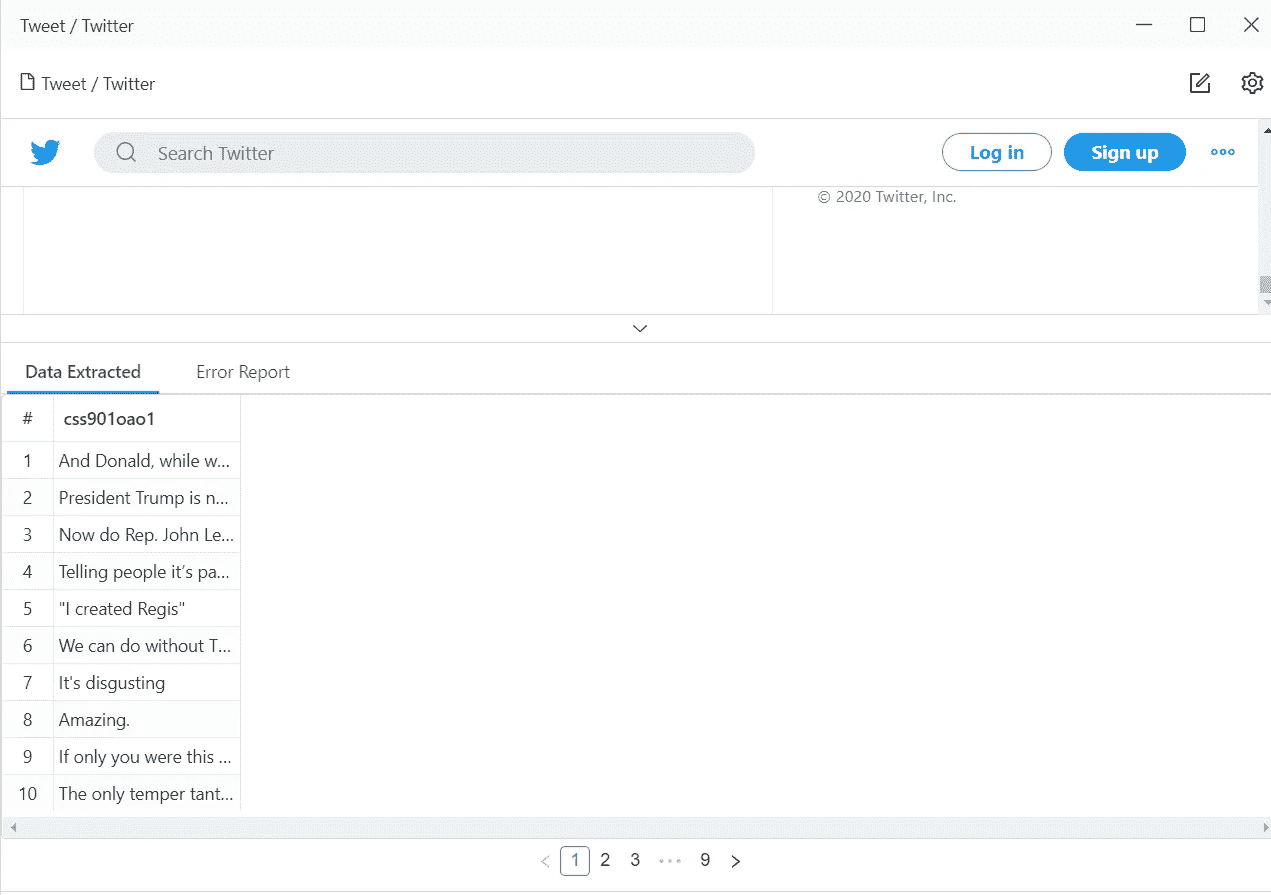 Tweet / Twitter
Tweet / Twitter
Search Twitter
Log in
Sign up
© 2020 Twitter, Inc.
Data Extracted
Error Report
# css901oao1
1 And Donald, while w...
2 President Trump is n...
3 Now do Rep. John Le...
4 Telling people it's pa...
5 "I created Regis"
6 We can do without T...
7 It's disgusting
8 Amazing.
9 If only you were this ...
10 The only temper tant...
< 1 2 3 ••• 9 >